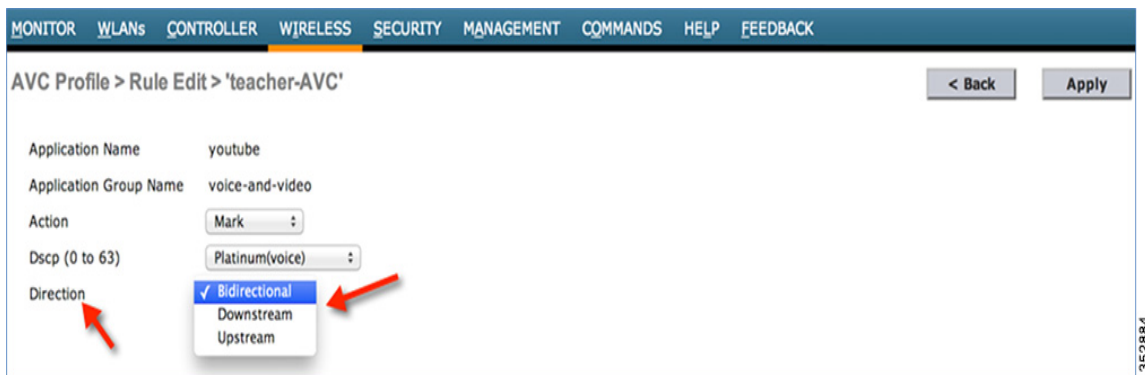 MONITOR WLANs CONTROLLER WIRELESS SECURITY MANAGEMENT COMMANDS HELP FEEDBACK
AVC Profile > Rule Edit > 'teacher-AVC'
< Back Apply
Application Name youtube
Application Group Name voice-and-video
Action Mark
Dscp (0 to 63) Platinum(voice)
Direction ✓ Bidirectional
Downstream
Upstream
352884